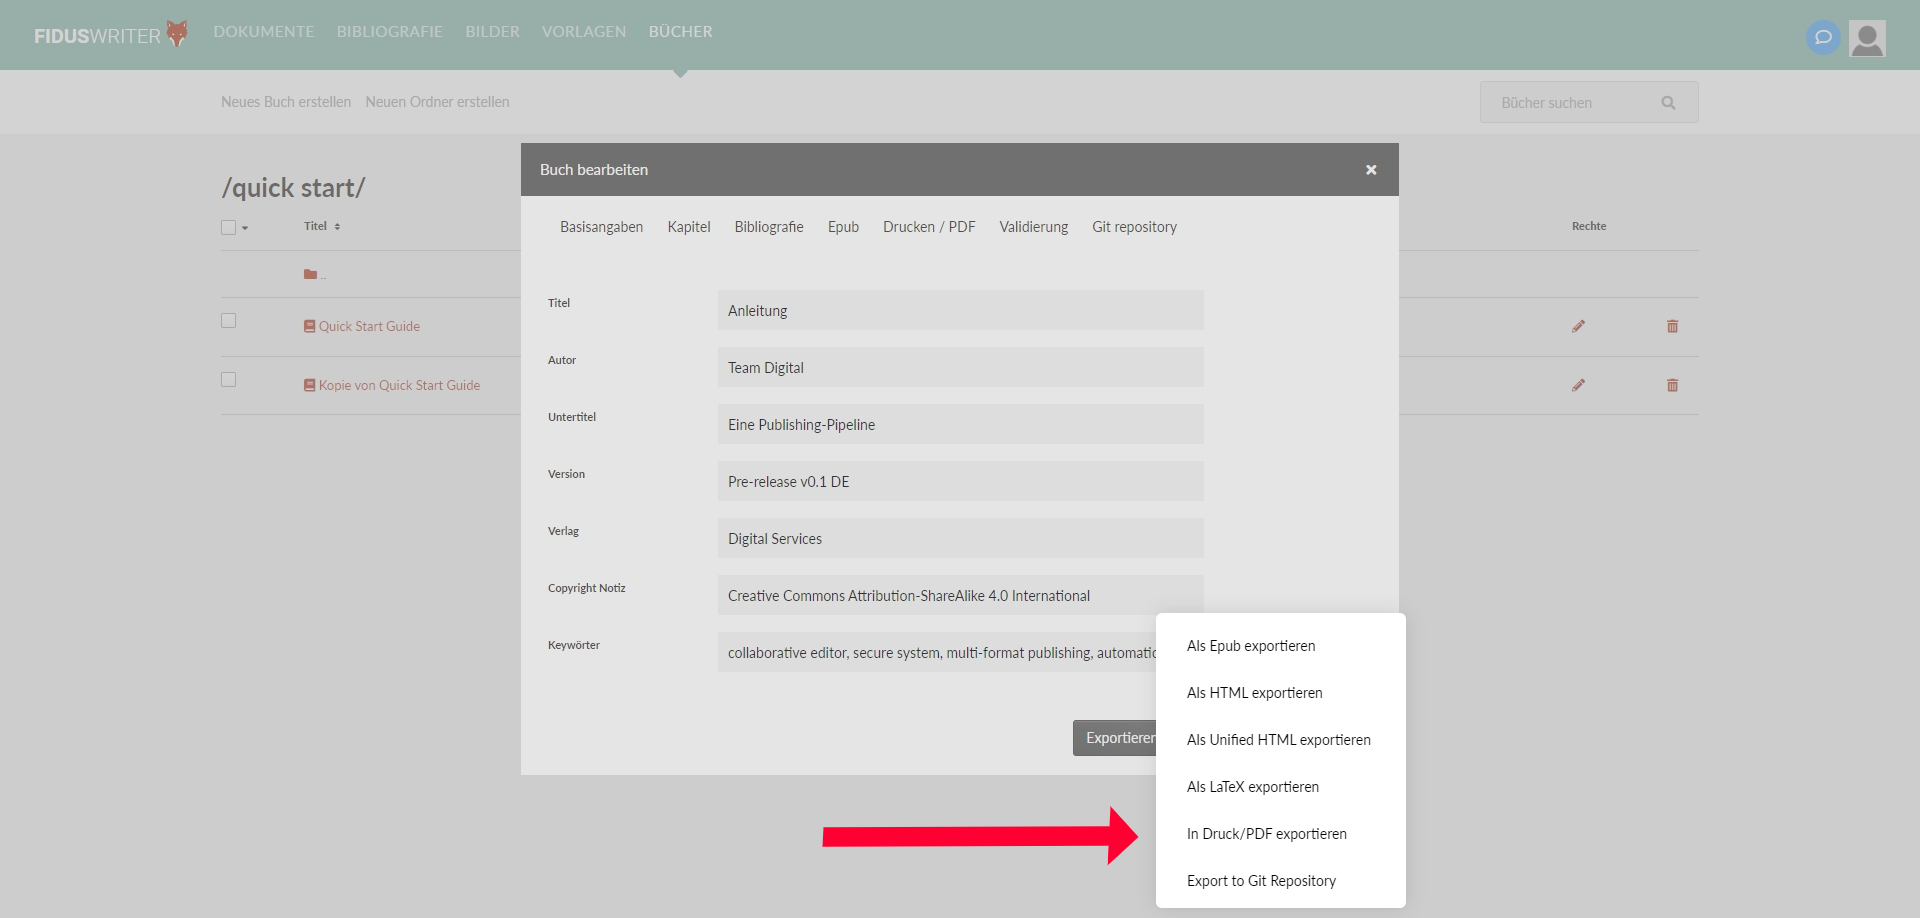 FIDUSWRITER DOKUMENTE BIBLIOGRAFIE BILDER VORLAGEN BÜCHER
Neues Buch erstellen Neuen Ordner erstellen Bücher suchen
Buch bearbeiten
/quick start/
Titel Rechte
..
Quick Start Guide
Kopie von Quick Start Guide
Basisangaben Kapitel Bibliografie Epub Drucken / PDF Validierung Git repository
Titel Anleitung
Autor Team Digital
Untertitel Eine Publishing-Pipeline
Version Pre-release v0.1 DE
Verlag Digital Services
Copyright Notiz Creative Commons Attribution-ShareAlike 4.0 International
Keywörter collaborative editor, secure system, multi-format publishing,
Exportieren
Als Epub exportieren
Als HTML exportieren
Als Unified HTML exportieren
Als LaTeX exportieren
In Druck/PDF exportieren
Export to Git Repository